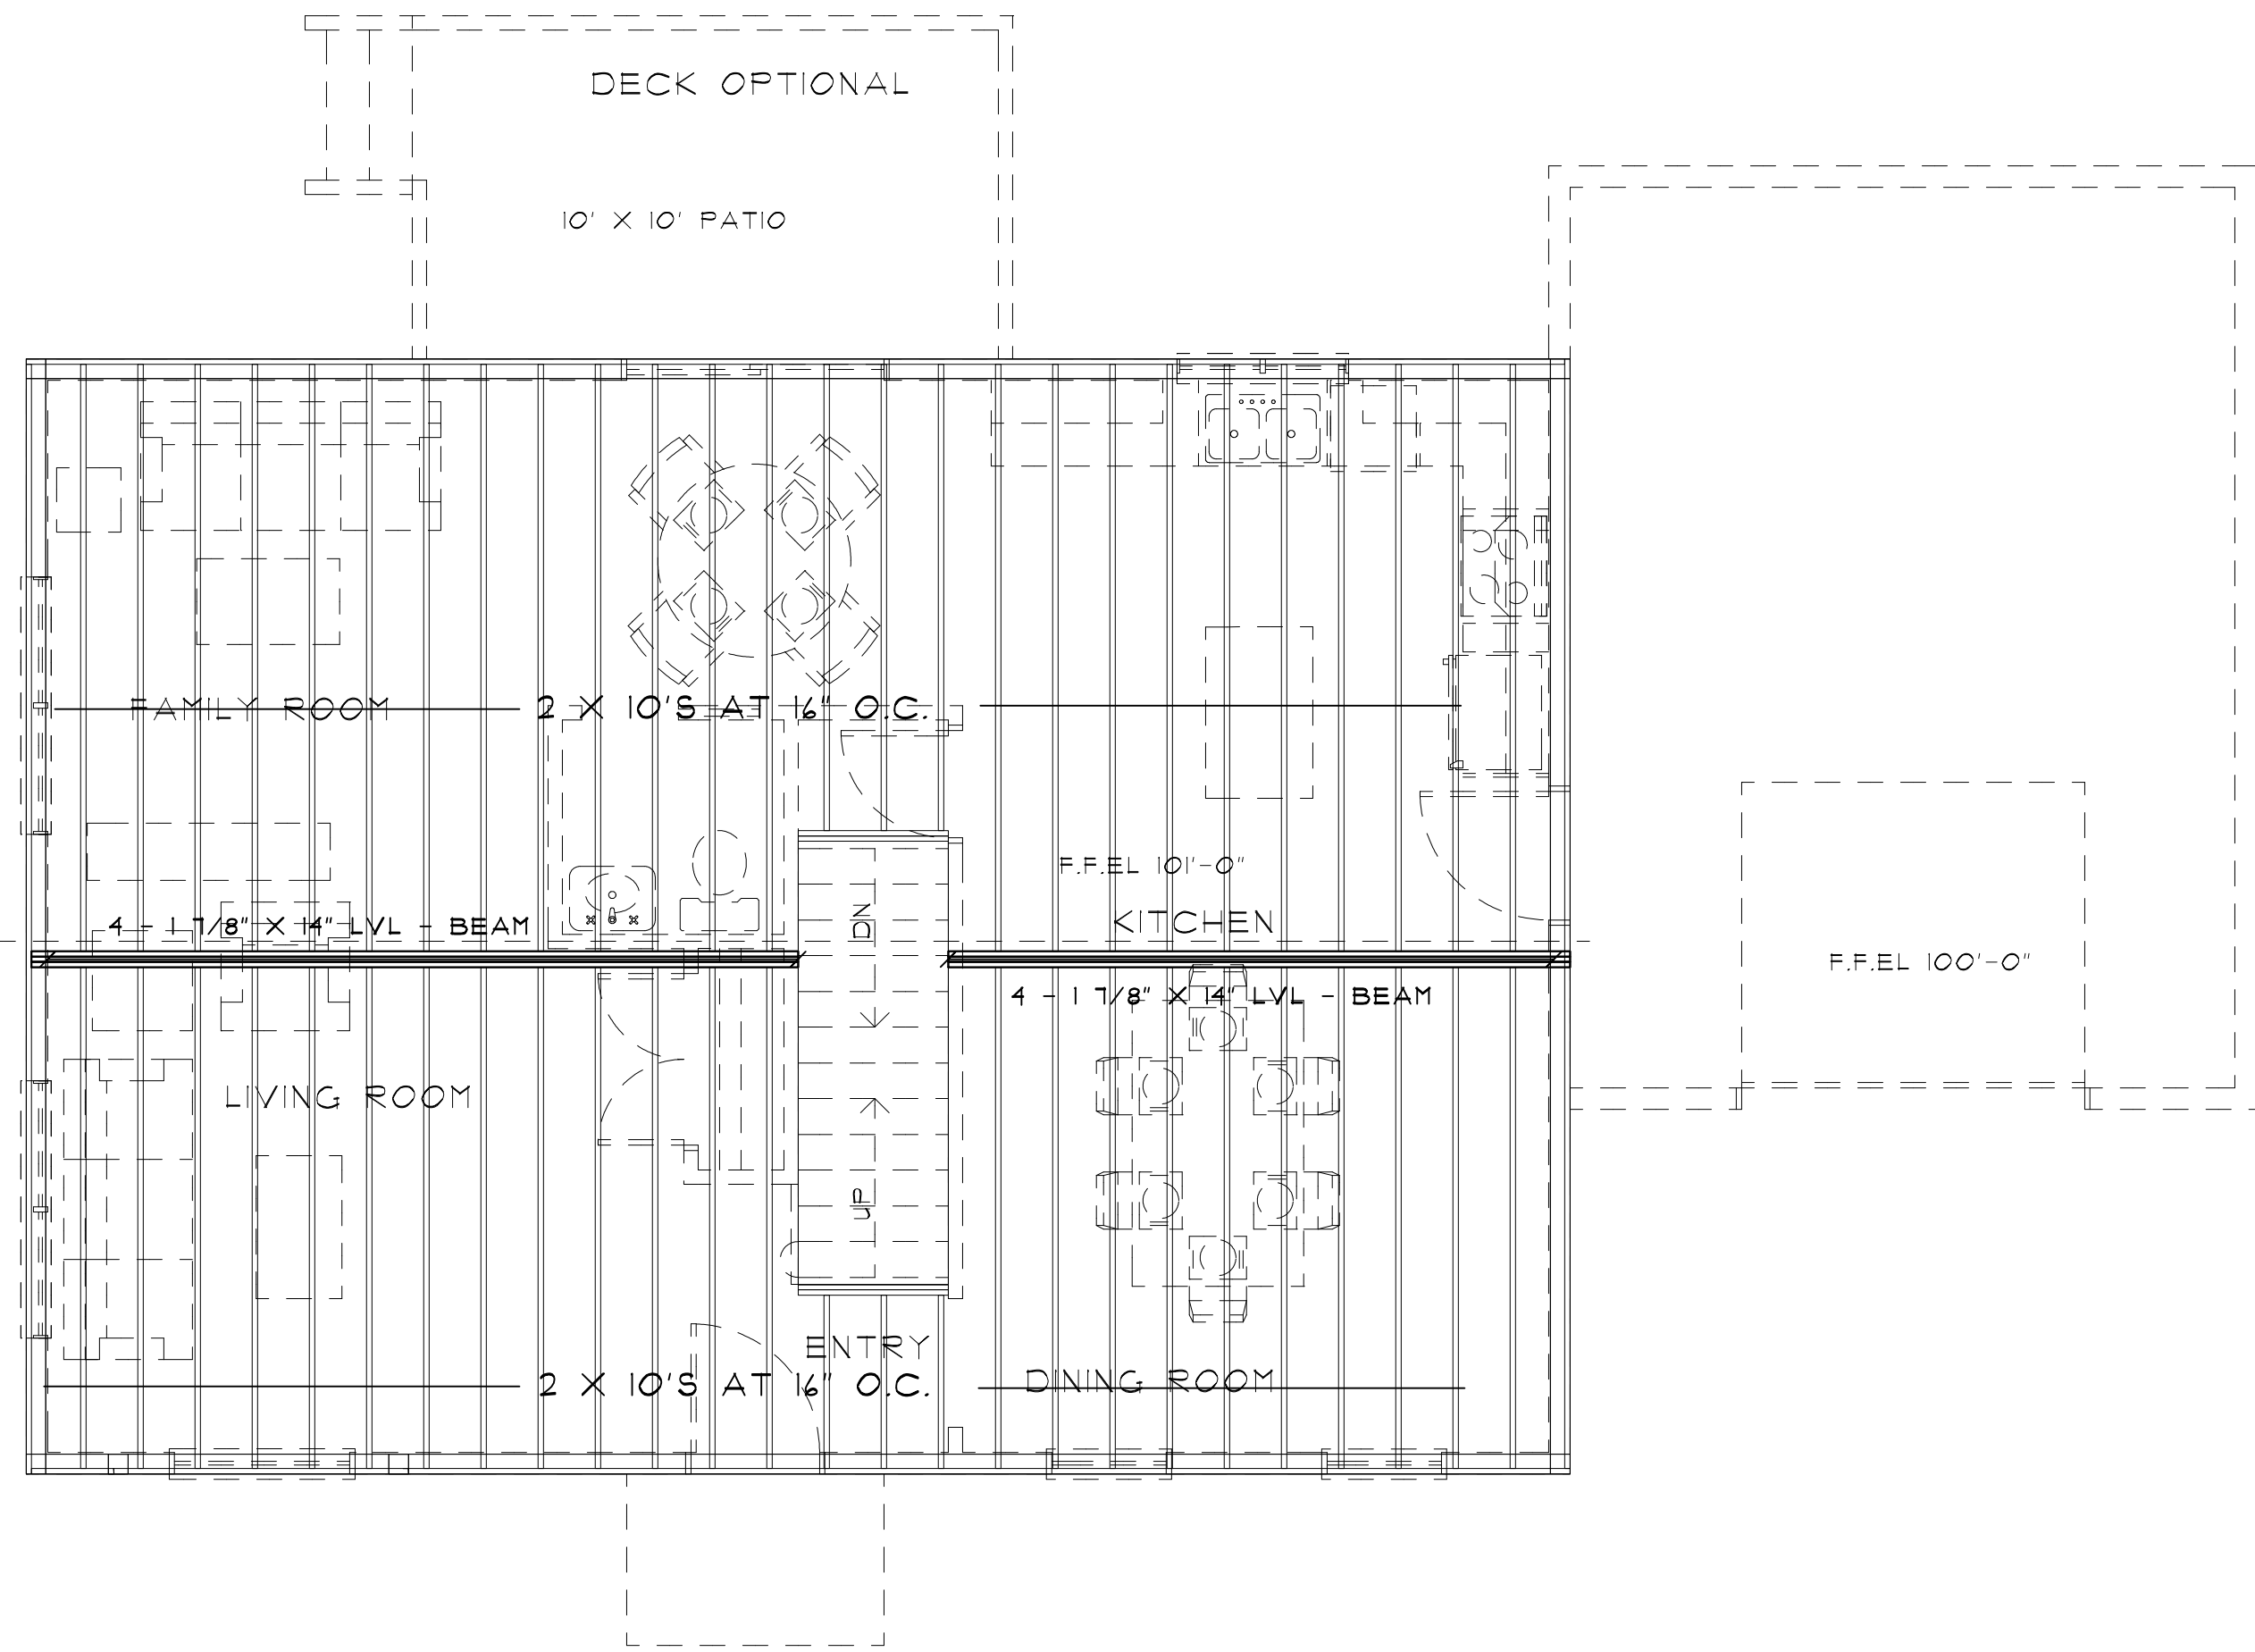 DECK OPTIONAL
10' X 10' PATIO
FAMILY ROOM
2 X 10'S AT 16" O.C.
F.F.EL 101'-0"
DN
KITCHEN
4 - 1 7/8" X 14" LVL - BEAM
F.F.EL 100'-0"
4 - 1 7/8" X 14" LVL - BEAM
LIVING ROOM
UP
ENTRY
2 X 10'S AT 16" O.C.
DINING ROOM